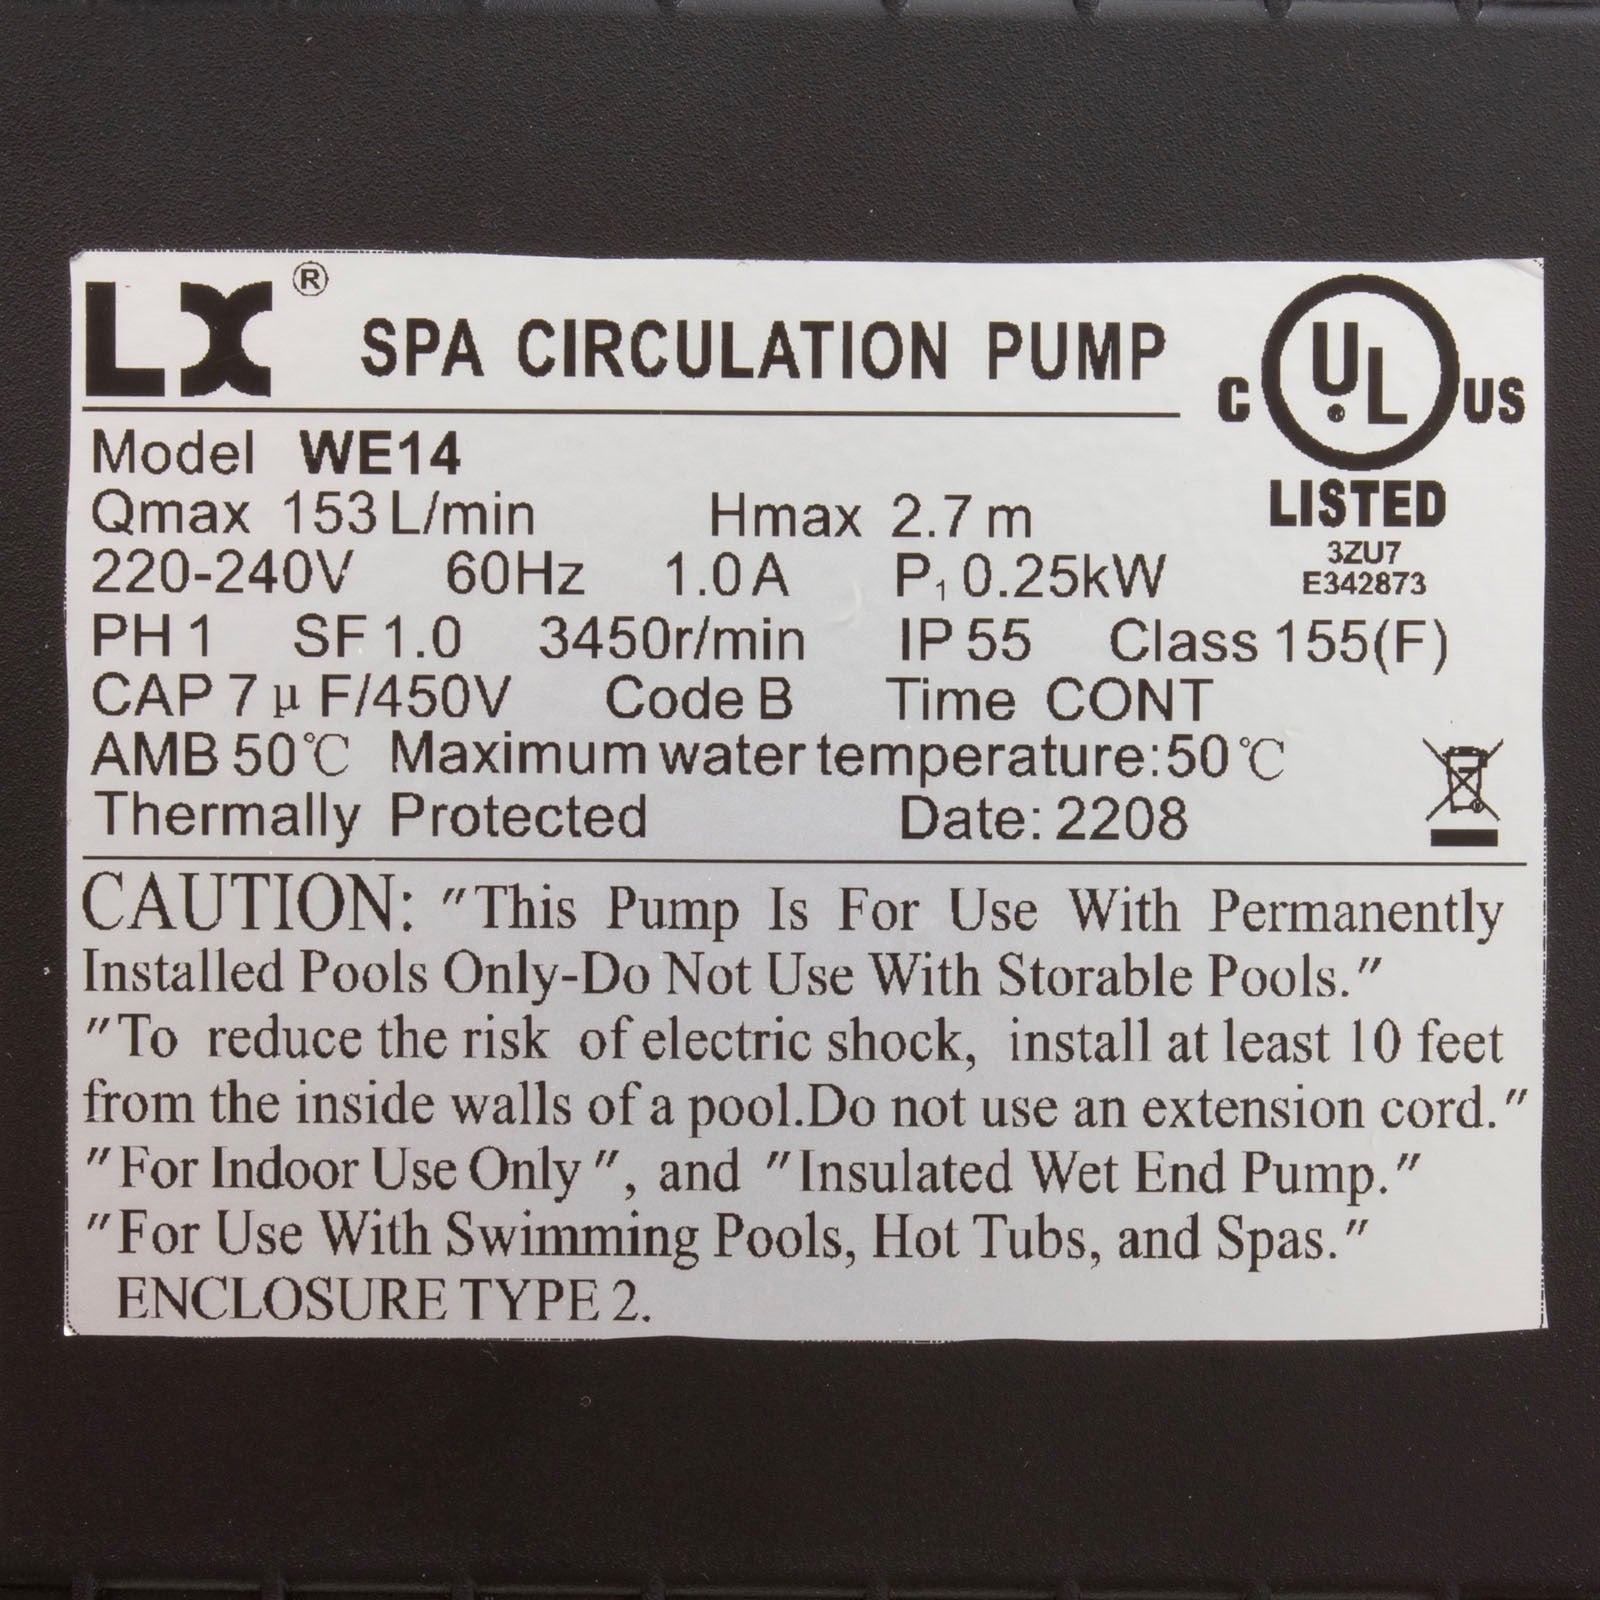 LX®
SPA CIRCULATION PUMP
C UL US
LISTED
3ZU7
E342873
Model WE14
Qmax 153 L/min Hmax 2.7 m
220-240V 60Hz 1.0A P₁ 0.25kW
PH 1 SF 1.0 3450r/min IP 55 Class 155(F)
CAP 7 μ F/450V Code B Time CONT
AMB 50℃ Maximum water temperature:50℃
Thermally Protected Date: 2208
CAUTION: "This Pump Is For Use With Permanently
Installed Pools Only-Do Not Use With Storable Pools."
"To reduce the risk of electric shock, install at least 10 feet
from the inside walls of a pool.Do not use an extension cord."
"For Indoor Use Only", and "Insulated Wet End Pump."
"For Use With Swimming Pools, Hot Tubs, and Spas."
ENCLOSURE TYPE 2.